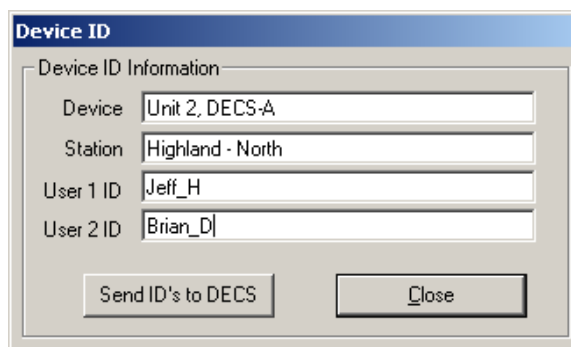 Device ID
Device ID Information
Device Unit 2, DECS-A
Station Highland - North
User 1 ID Jeff_H
User 2 ID Brian_D
Send ID's to DECS Close